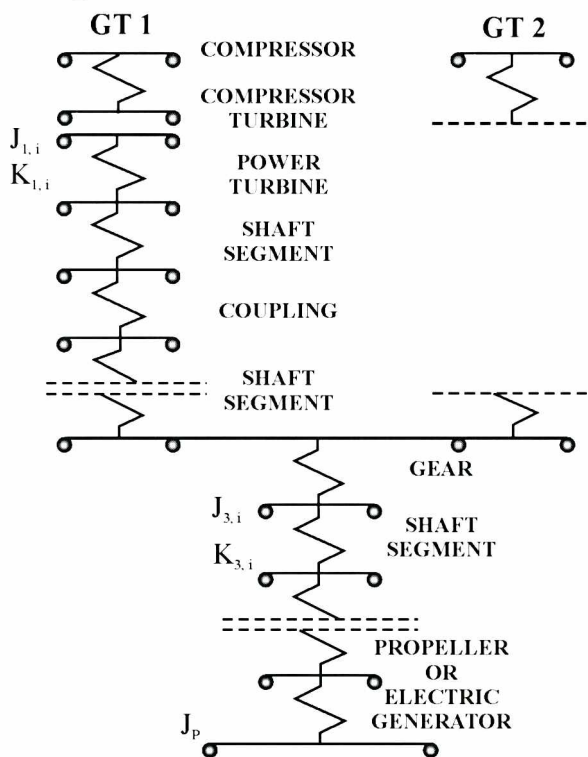 GT 1
GT 2
COMPRESSOR
COMPRESSOR
TURBINE
J1, i
K1, i
POWER
TURBINE
SHAFT
SEGMENT
COUPLING
SHAFT
SEGMENT
GEAR
J3, i
SHAFT
SEGMENT
K3, i
PROPELLER
OR
ELECTRIC
GENERATOR
JP